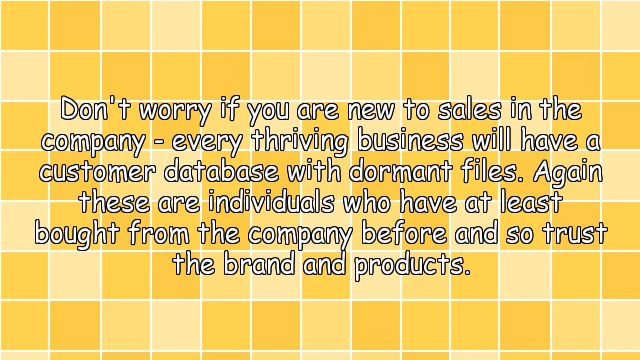 Don't worry if you are new to sales in the
company - every thriving business will have a
customer database with dormant files. Again
these are individuals who have at least
bought from the company before and so trust
the brand and products.